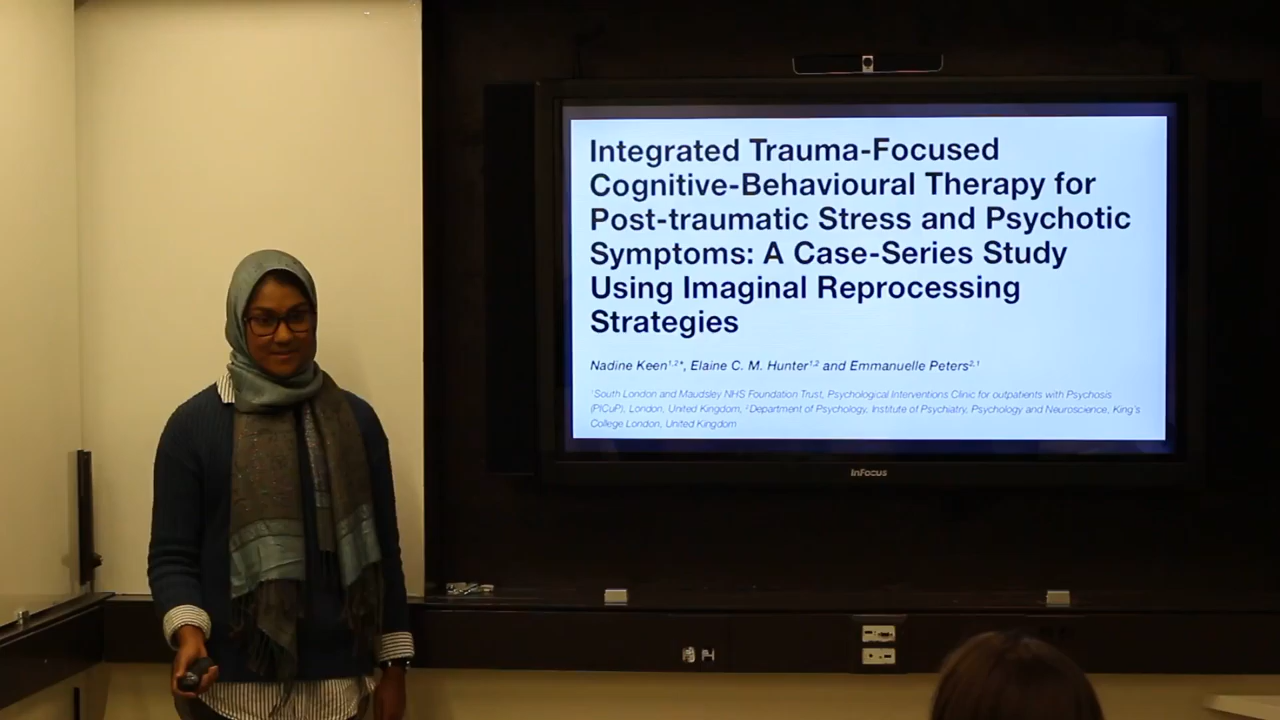 Integrated Trauma-Focused
Cognitive-Behavioural Therapy for
Post-traumatic Stress and Psychotic
Symptoms: A Case-Series Study
Using Imaginal Reprocessing
Strategies
Nadine Keen1,2*, Elaine C. M. Hunter1,2 and Emmanuelle Peters2,1
1South London and Maudsley NHS Foundation Trust, Psychological Interventions Clinic for outpatients with Psychosis
(PICuP), London, United Kingdom, 2Department of Psychology, Institute of Psychiatry, Psychology and Neuroscience, King's
College London, United Kingdom
InFocus